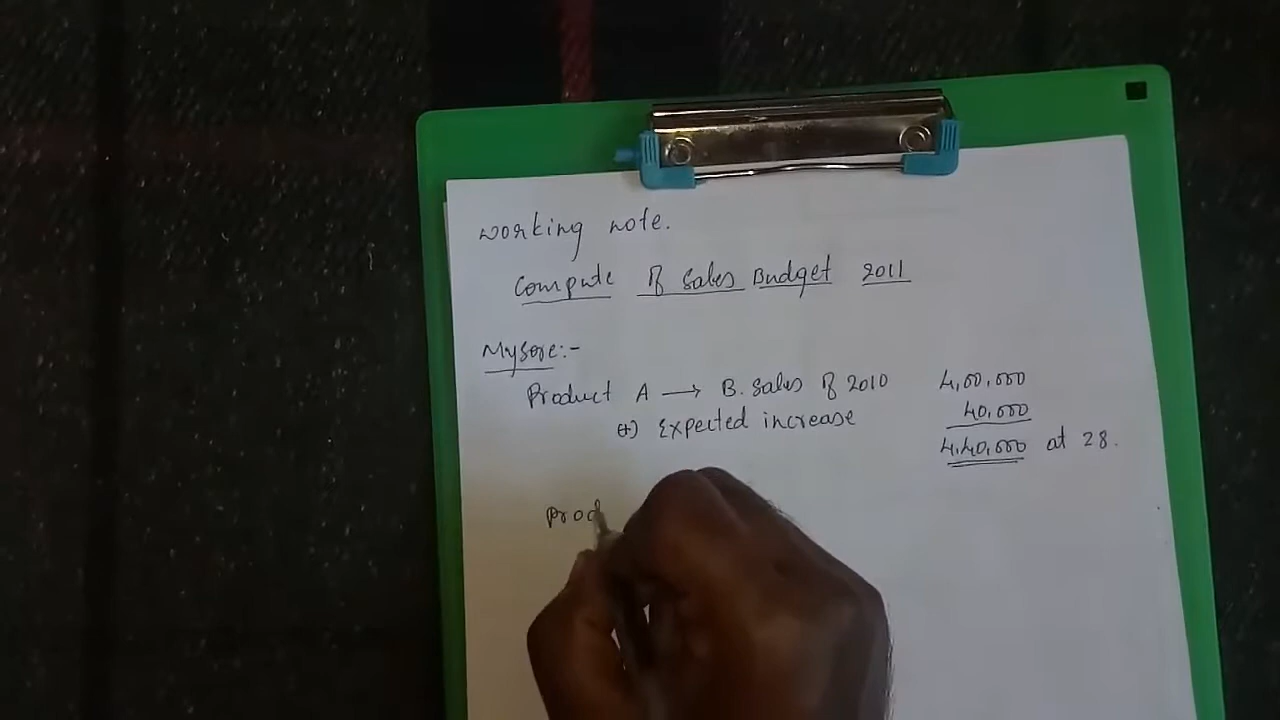 Working note.
Compute of Sales Budget 2011
Mysore:-
Product A → B. Sales of 2010 4,00,000
(+) Expected increase 40,000
4,40,000 at 28.
Prod